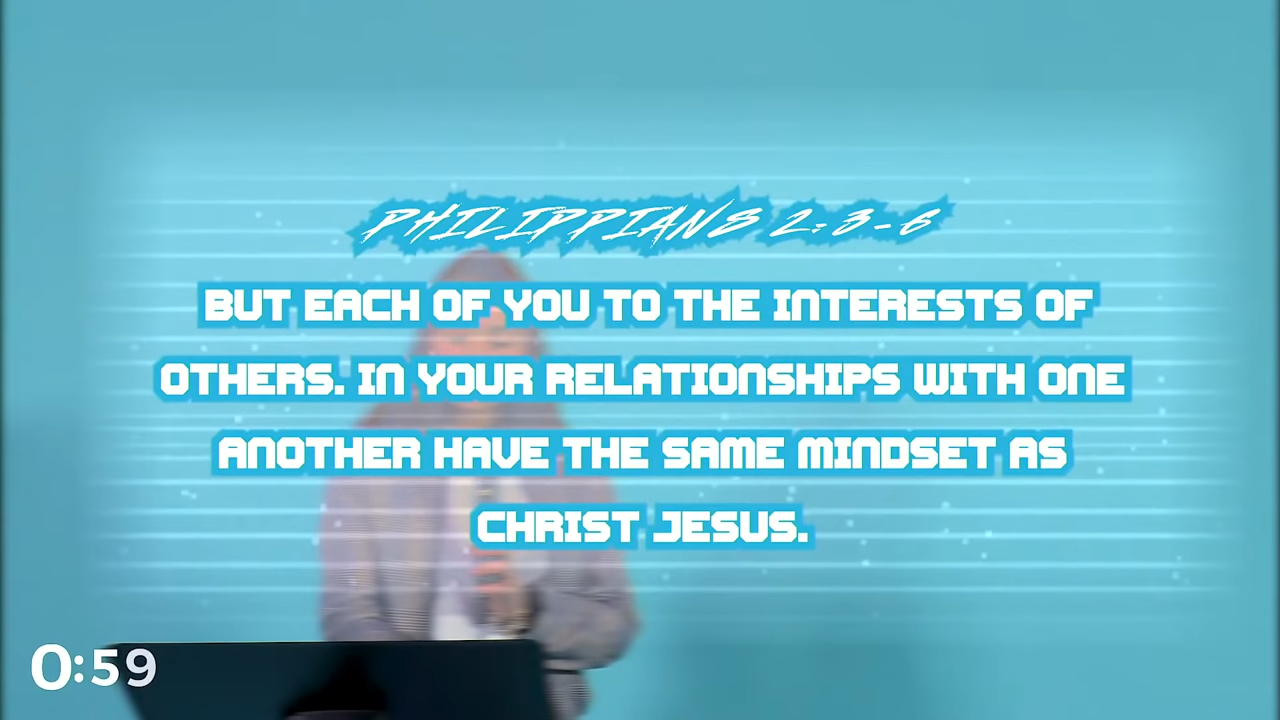 PHILIPPIANS 2:3-6
BUT EACH OF YOU TO THE INTERESTS OF
OTHERS. IN YOUR RELATIONSHIPS WITH ONE
ANOTHER HAVE THE SAME MINDSET AS
CHRIST JESUS.
0:59